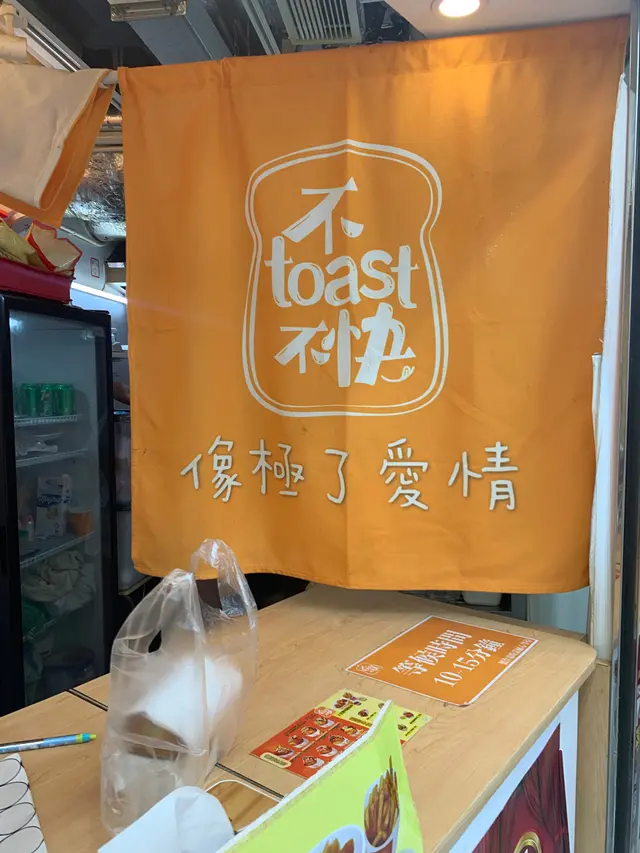 不
toast
不快
像極了愛情
等候時間
10-15分鐘